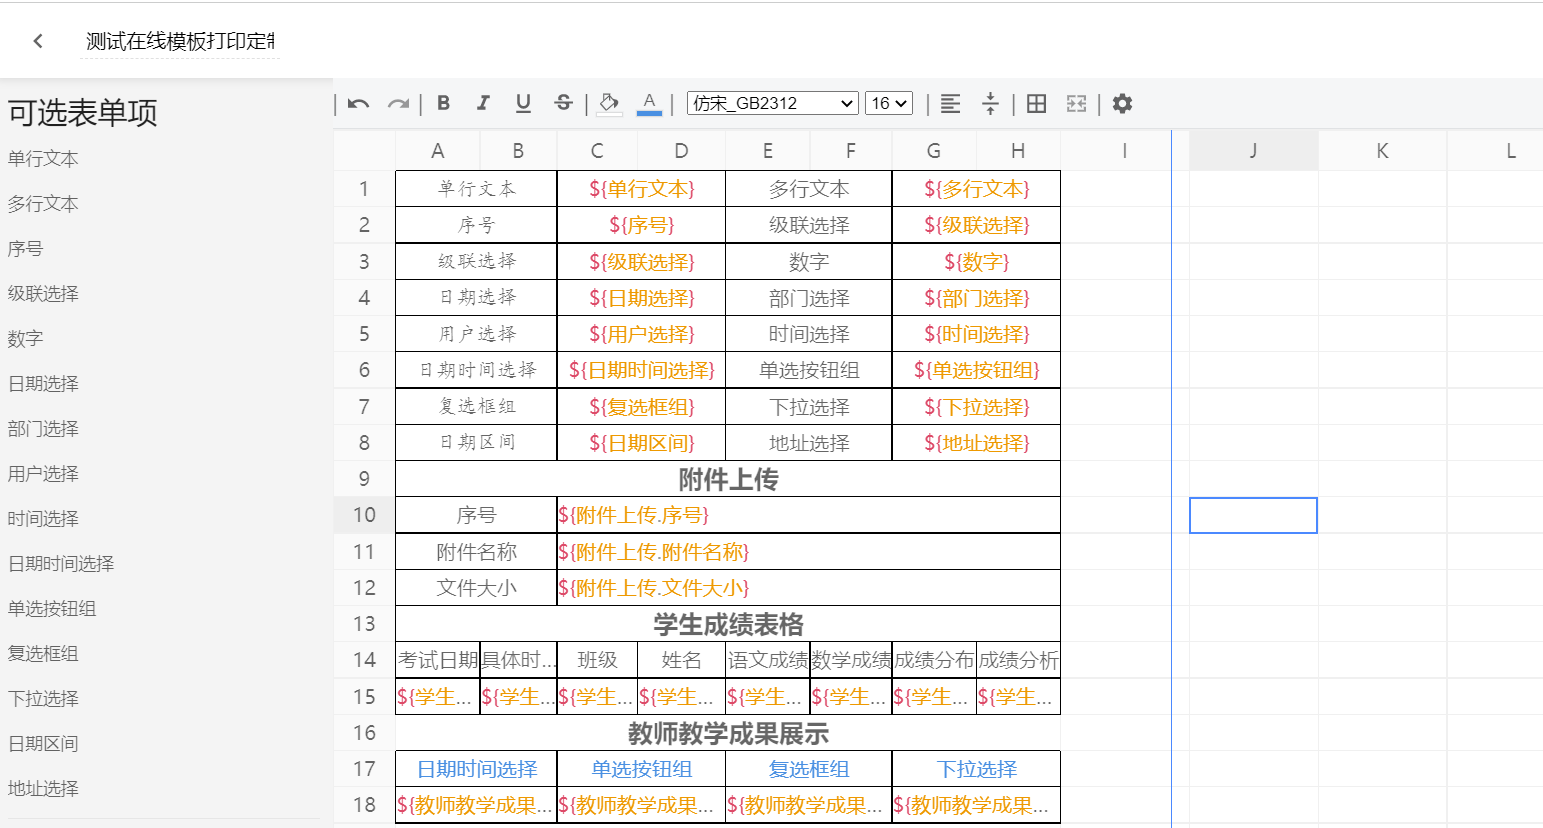 测试在线模板打印定制
可选表单项
单行文本
多行文本
序号
级联选择
数字
日期选择
部门选择
用户选择
时间选择
日期时间选择
单选按钮组
复选框组
下拉选择
日期区间
地址选择
B I U S A 仿宋_GB2312 16
A B C D E F G H I J K L
1 单行文本 ${单行文本} 多行文本 ${多行文本}
2 序号 ${序号} 级联选择 ${级联选择}
3 级联选择 ${级联选择} 数字 ${数字}
4 日期选择 ${日期选择} 部门选择 ${部门选择}
5 用户选择 ${用户选择} 时间选择 ${时间选择}
6 日期时间选择 ${日期时间选择} 单选按钮组 ${单选按钮组}
7 复选框组 ${复选框组} 下拉选择 ${下拉选择}
8 日期区间 ${日期区间} 地址选择 ${地址选择}
9 附件上传
10 序号 ${附件上传.序号}
11 附件名称 ${附件上传.附件名称}
12 文件大小 ${附件上传.文件大小}
13 学生成绩表格
14 考试日期 具体时... 班级 姓名 语文成绩 数学成绩 成绩分布 成绩分析
15 ${学生... ${学生... ${学生... ${学生... ${学生... ${学生... ${学生... ${学生...
16 教师教学成果展示
17 日期时间选择 单选按钮组 复选框组 下拉选择
18 ${教师教学成果... ${教师教学成果... ${教师教学成果... ${教师教学成果...